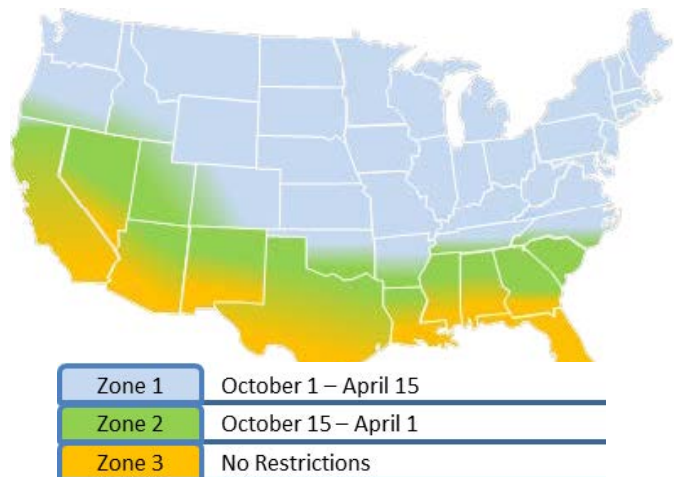 Zone 1 October 1 – April 15
Zone 2 October 15 – April 1
Zone 3 No Restrictions